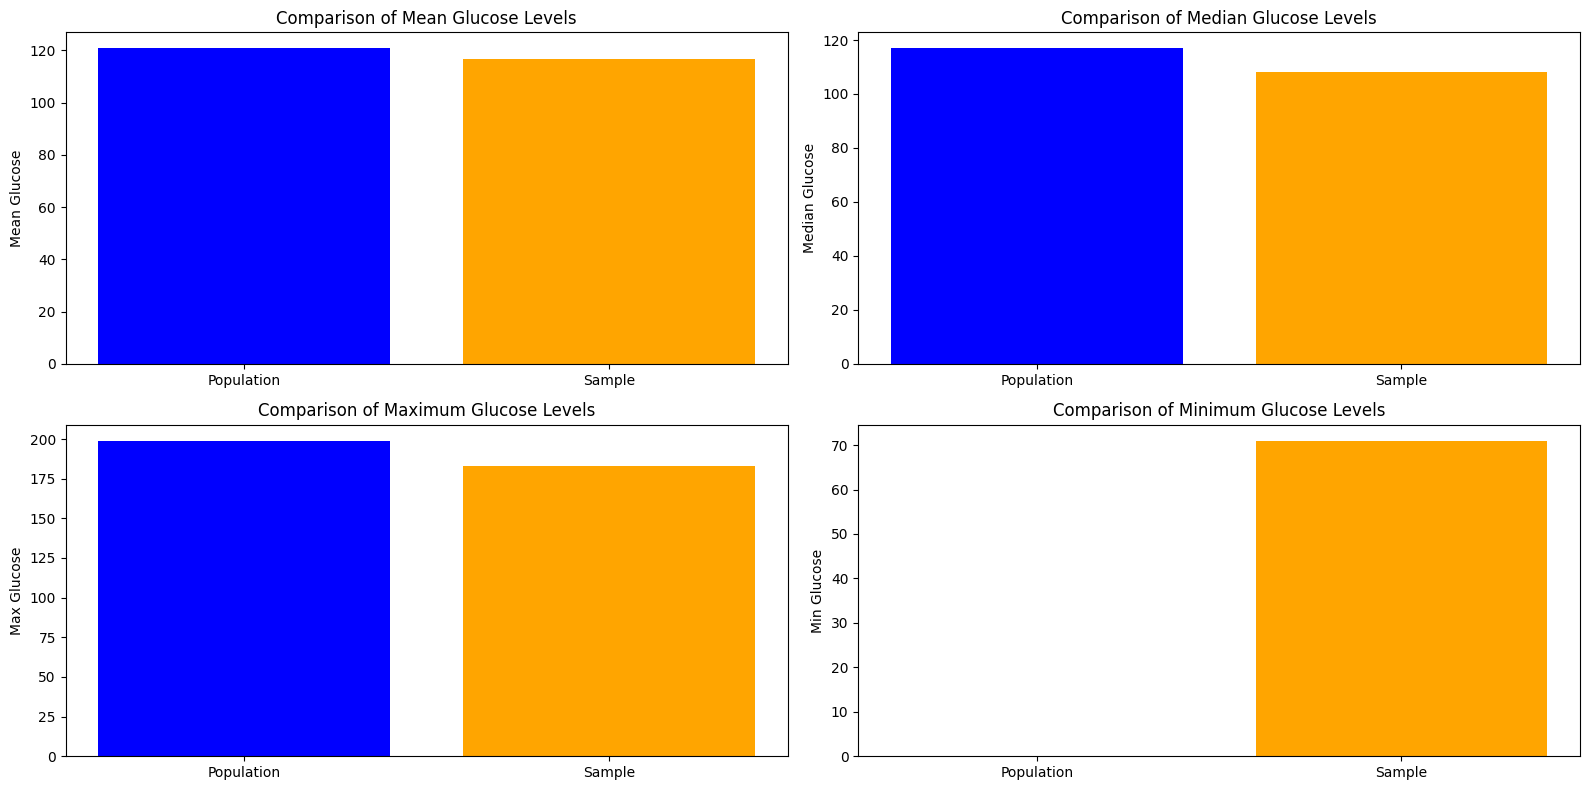 Comparison of Mean Glucose Levels
Mean Glucose
120
100
80
60
40
20
0
Population Sample
Comparison of Median Glucose Levels
Median Glucose
120
100
80
60
40
20
0
Population Sample
Comparison of Maximum Glucose Levels
Max Glucose
200
175
150
125
100
75
50
25
0
Population Sample
Comparison of Minimum Glucose Levels
Min Glucose
70
60
50
40
30
20
10
0
Population Sample